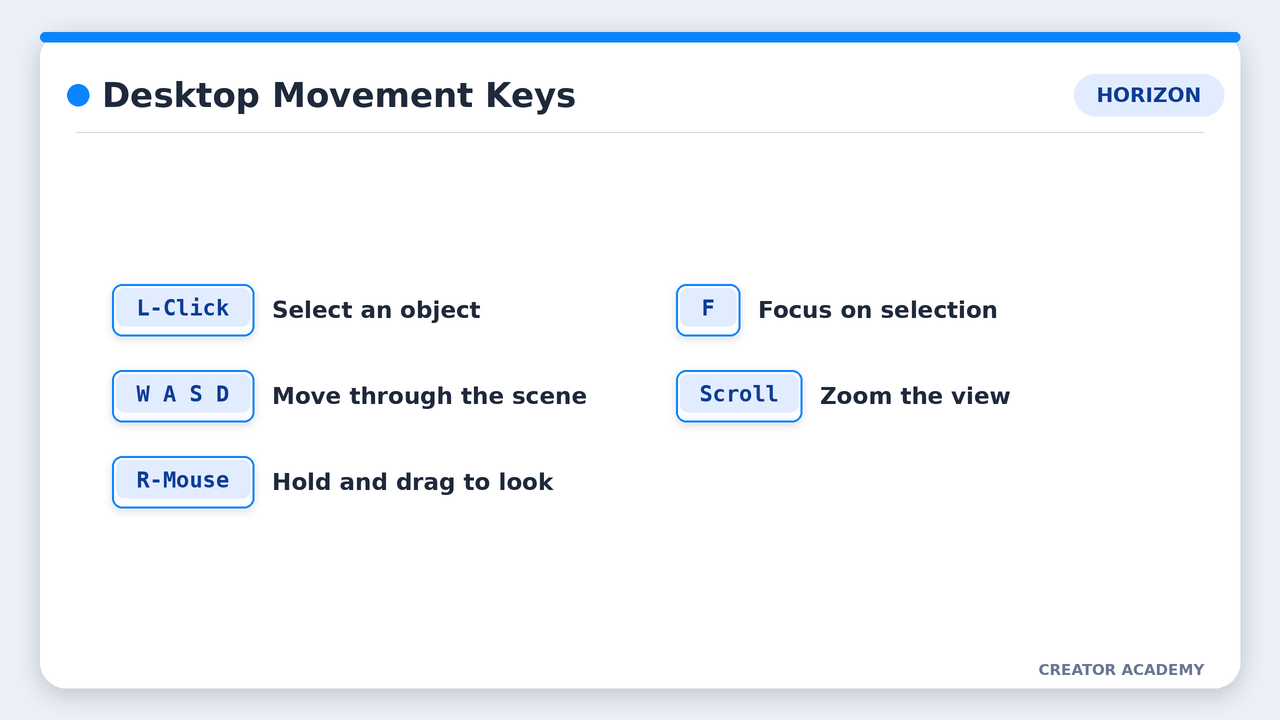 Desktop Movement Keys
HORIZON
L-Click Select an object
W A S D Move through the scene
R-Mouse Hold and drag to look
F Focus on selection
Scroll Zoom the view
CREATOR ACADEMY